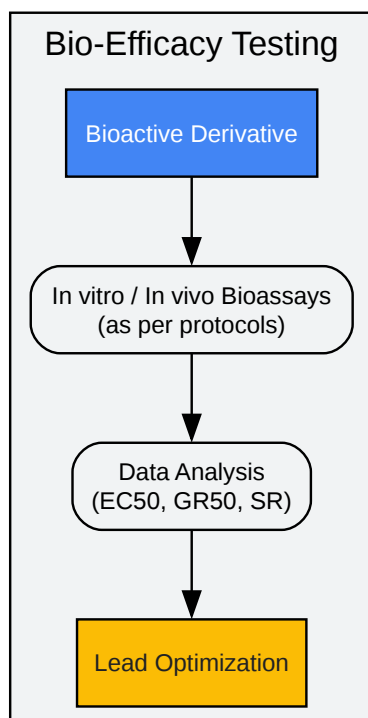 Bio-Efficacy Testing
Bioactive Derivative
In vitro / In vivo Bioassays
(as per protocols)
Data Analysis
(EC50, GR50, SR)
Lead Optimization